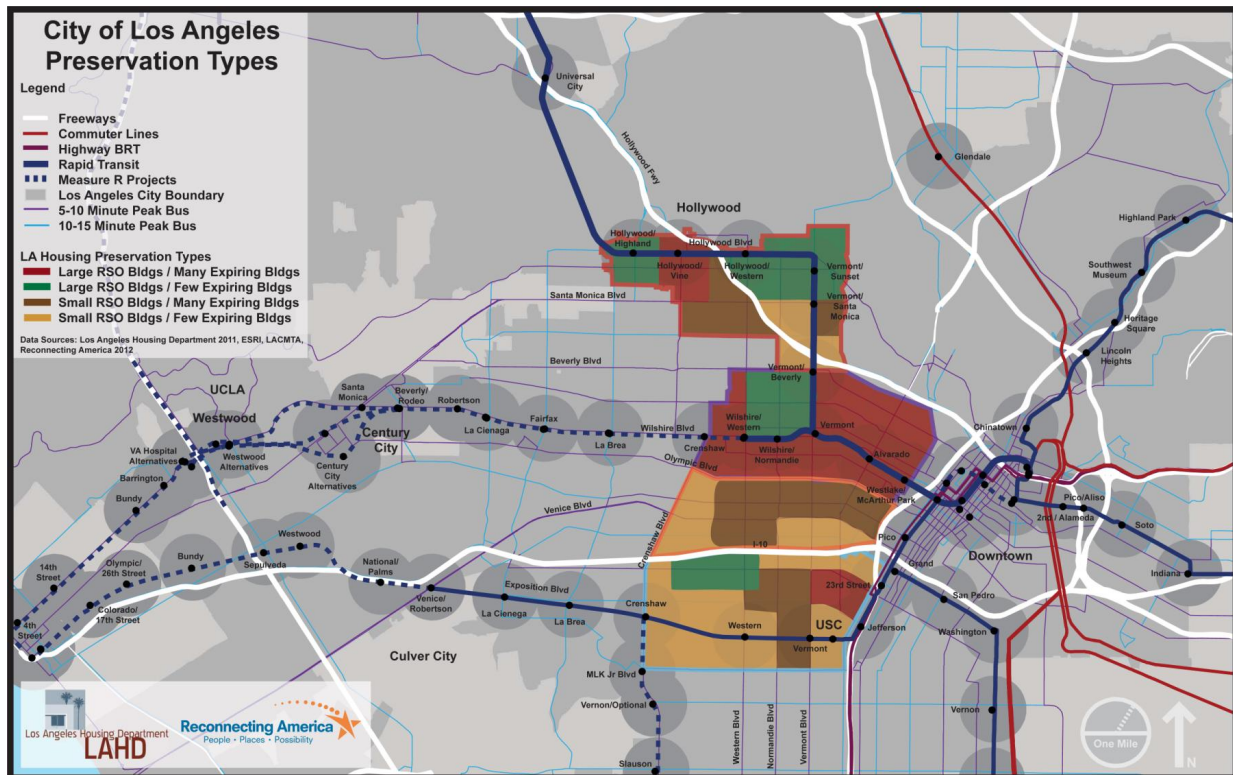 City of Los Angeles
Preservation Types
Legend
Freeways
Commuter Lines
Highway BRT
Rapid Transit
Measure R Projects
Los Angeles City Boundary
5-10 Minute Peak Bus
10-15 Minute Peak Bus
LA Housing Preservation Types
Large RSO Bldgs / Many Expiring Bldgs
Large RSO Bldgs / Few Expiring Bldgs
Small RSO Bldgs / Many Expiring Bldgs
Small RSO Bldgs / Few Expiring Bldgs
Data Sources: Los Angeles Housing Department 2011, ESRI, LACMTA,
Reconnecting America 2012
Universal
City
Hollywood Fwy
Glendale
Hollywood
Highland Park
Hollywood/
Highland
Hollywood Blvd
Hollywood/
Vine
Hollywood/
Western
Vermont/
Sunset
Southwest
Museum
Santa Monica Blvd
Vermont/
Santa
Monica
Heritage
Square
Lincoln
Heights
Beverly Blvd
Vermont/
Beverly
UCLA
Westwood
Santa
Monica
Beverly/
Rodeo
Robertson
La Cienaga
Fairfax
La Brea
Wilshire Blvd
Crenshaw
Wilshire/
Western
Wilshire/
Normandie
Vermont
Alvarado
Chinatown
Century
City
VA Hospital
Alternatives
Westwood
Alternatives
Century
City
Alternatives
Olympic Blvd
Barrington
Westlake/
McArthur Park
Bundy
Venice Blvd
Crenshaw Blvd
I-10
Pico
Pico/Aliso
2nd / Alameda
Soto
Westwood
Bundy
Sepulveda
Olympic/
26th Street
14th
Street
National/
Palms
Venice/
Robertson
Exposition Blvd
La Cienega
La Brea
Crenshaw
Downtown
Grand
23rd Street
Indiana
San Pedro
Colorado/
17th Street
4th
Street
Western
Vermont
USC
Jefferson
Washington
Culver City
MLK Jr Blvd
Vernon/Optional
Slauson
Western Blvd
Normandie Blvd
Vermont Blvd
Vernon
Los Angeles Housing Department
LAHD
Reconnecting America
People • Places • Possibility
One Mile
N